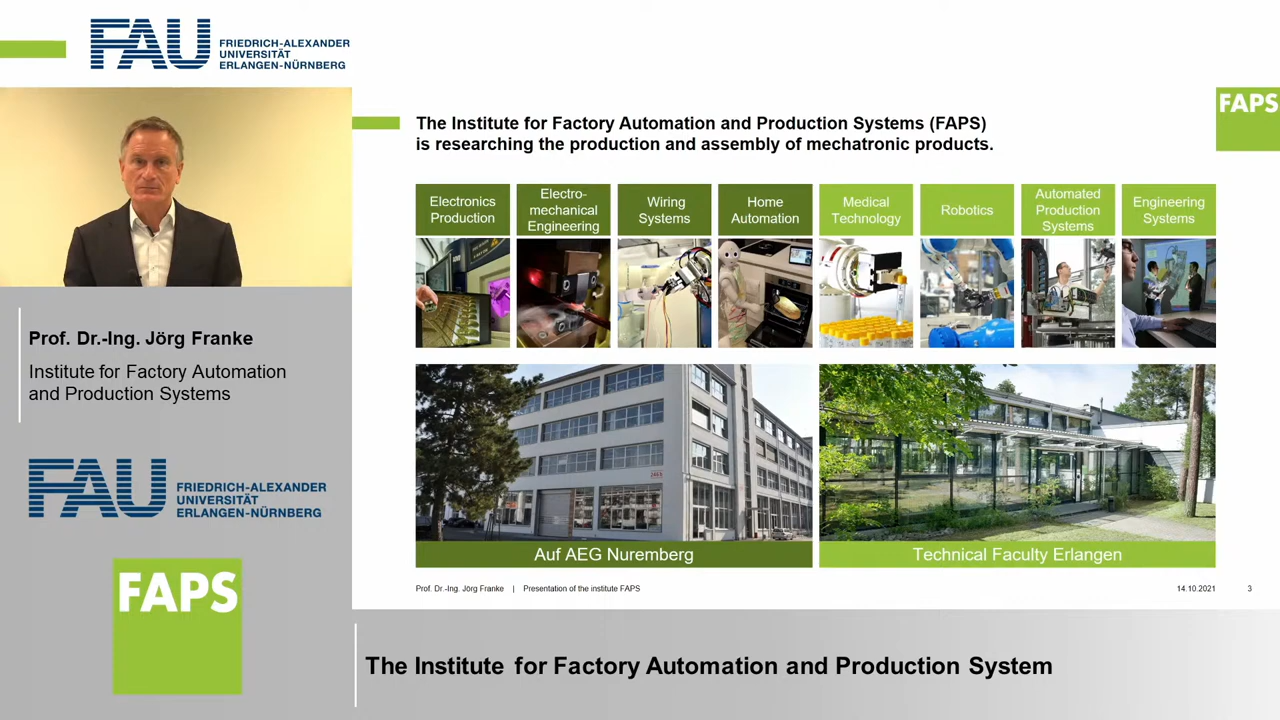 FAU
FRIEDRICH-ALEXANDER
UNIVERSITÄT
ERLANGEN-NÜRNBERG
FAPS
The Institute for Factory Automation and Production Systems (FAPS)
is researching the production and assembly of mechatronic products.
Electronics
Production
Electro-
mechanical
Engineering
Wiring
Systems
Home
Automation
Medical
Technology
Robotics
Automated
Production
Systems
Engineering
Systems
Prof. Dr.-Ing. Jörg Franke
Institute for Factory Automation
and Production Systems
FAU
FRIEDRICH-ALEXANDER
UNIVERSITÄT
ERLANGEN-NÜRNBERG
FAPS
Auf AEG Nuremberg
Technical Faculty Erlangen
Prof. Dr.-Ing. Jörg Franke | Presentation of the institute FAPS
14.10.2021
3
The Institute for Factory Automation and Production System